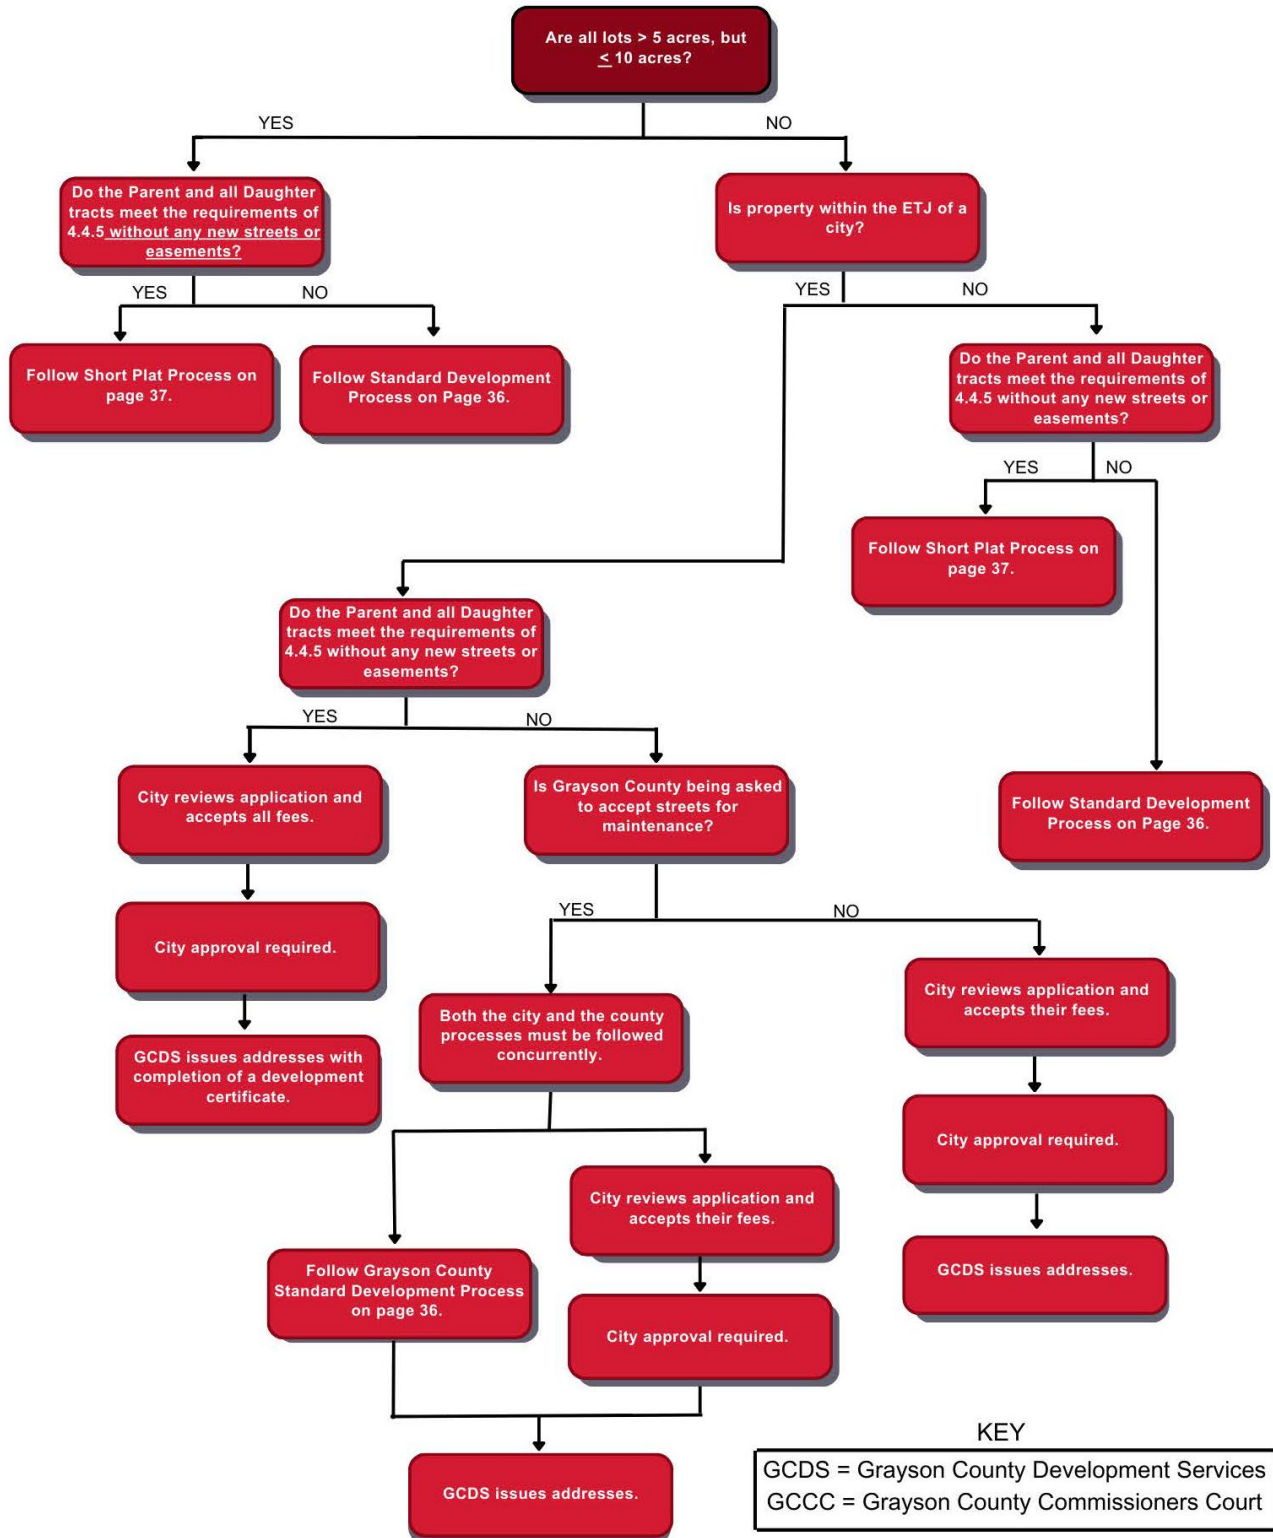 Are all lots > 5 acres, but
< 10 acres?
YES
NO
Do the Parent and all Daughter
tracts meet the requirements of
4.4.5 without any new streets or
easements?
Is property within the ETJ of a
city?
YES
NO
YES
NO
Follow Short Plat Process on
page 37.
Follow Standard Development
Process on Page 36.
Do the Parent and all Daughter
tracts meet the requirements of
4.4.5 without any new streets or
easements?
YES
NO
Follow Short Plat Process on
page 37.
Do the Parent and all Daughter
tracts meet the requirements of
4.4.5 without any new streets or
easements?
YES
NO
City reviews application and
accepts all fees.
Is Grayson County being asked
to accept streets for
maintenance?
Follow Standard Development
Process on Page 36.
YES
NO
City approval required.
City reviews application and
accepts their fees.
Both the city and the county
processes must be followed
concurrently.
GCDS issues addresses with
completion of a development
certificate.
City approval required.
City reviews application and
accepts their fees.
Follow Grayson County
Standard Development Process
on page 36.
GCDS issues addresses.
City approval required.
GCDS issues addresses.
KEY
GCDS = Grayson County Development Services
GCCC = Grayson County Commissioners Court